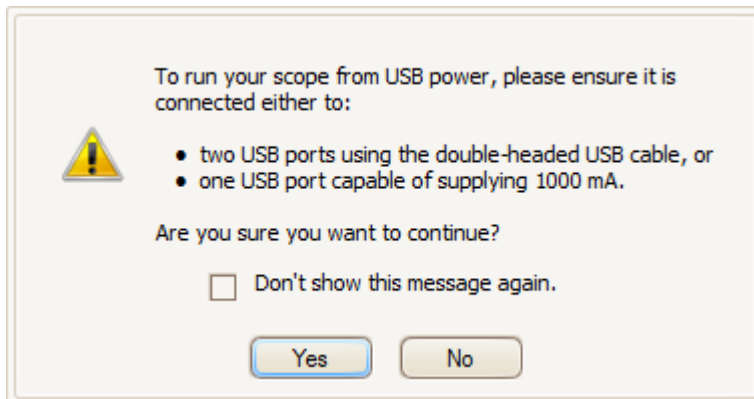 To run your scope from USB power, please ensure it is
connected either to:
• two USB ports using the double-headed USB cable, or
• one USB port capable of supplying 1000 mA.
Are you sure you want to continue?
Don't show this message again.
Yes
No